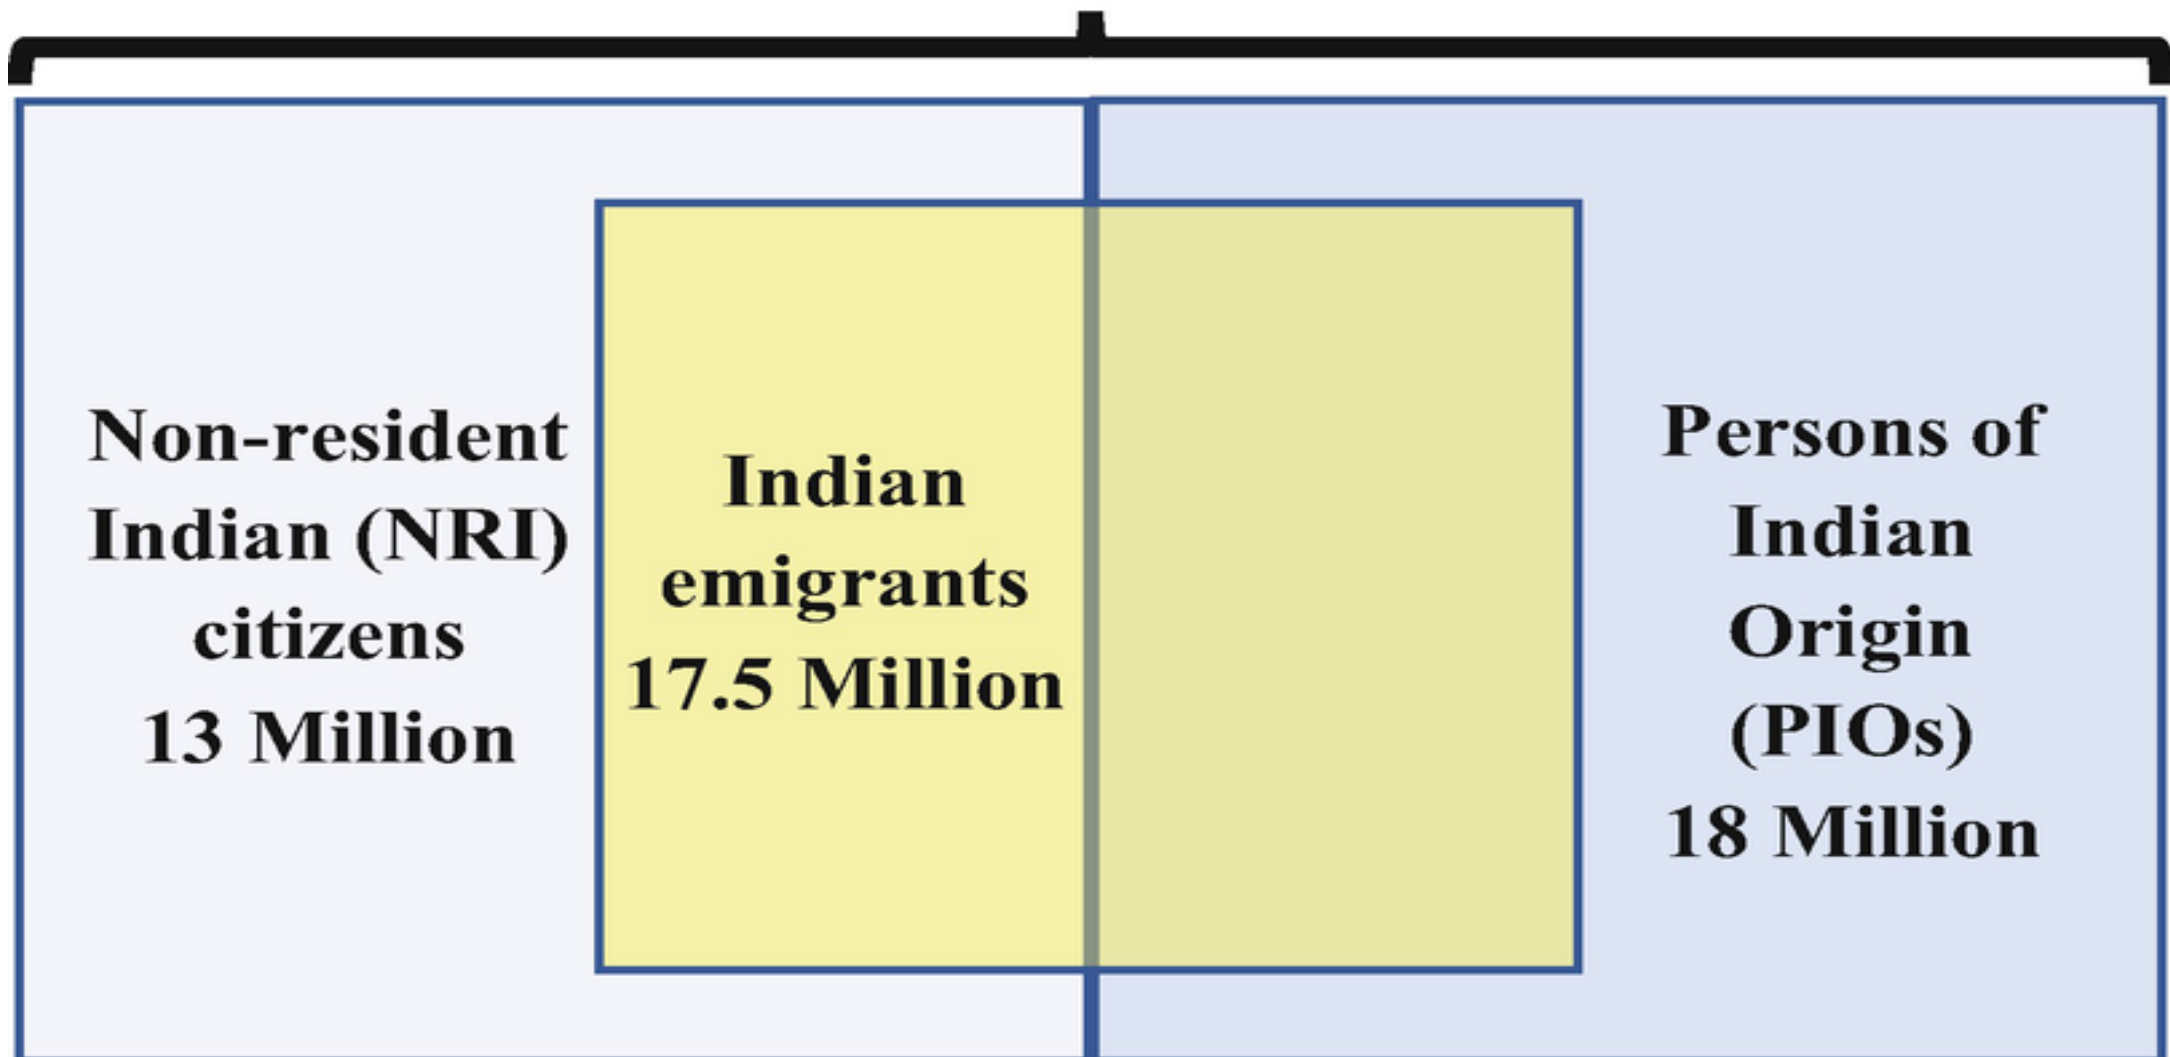 Non-resident
Indian (NRI)
citizens
13 Million
Indian
emigrants
17.5 Million
Persons of
Indian
Origin
(PIOs)
18 Million